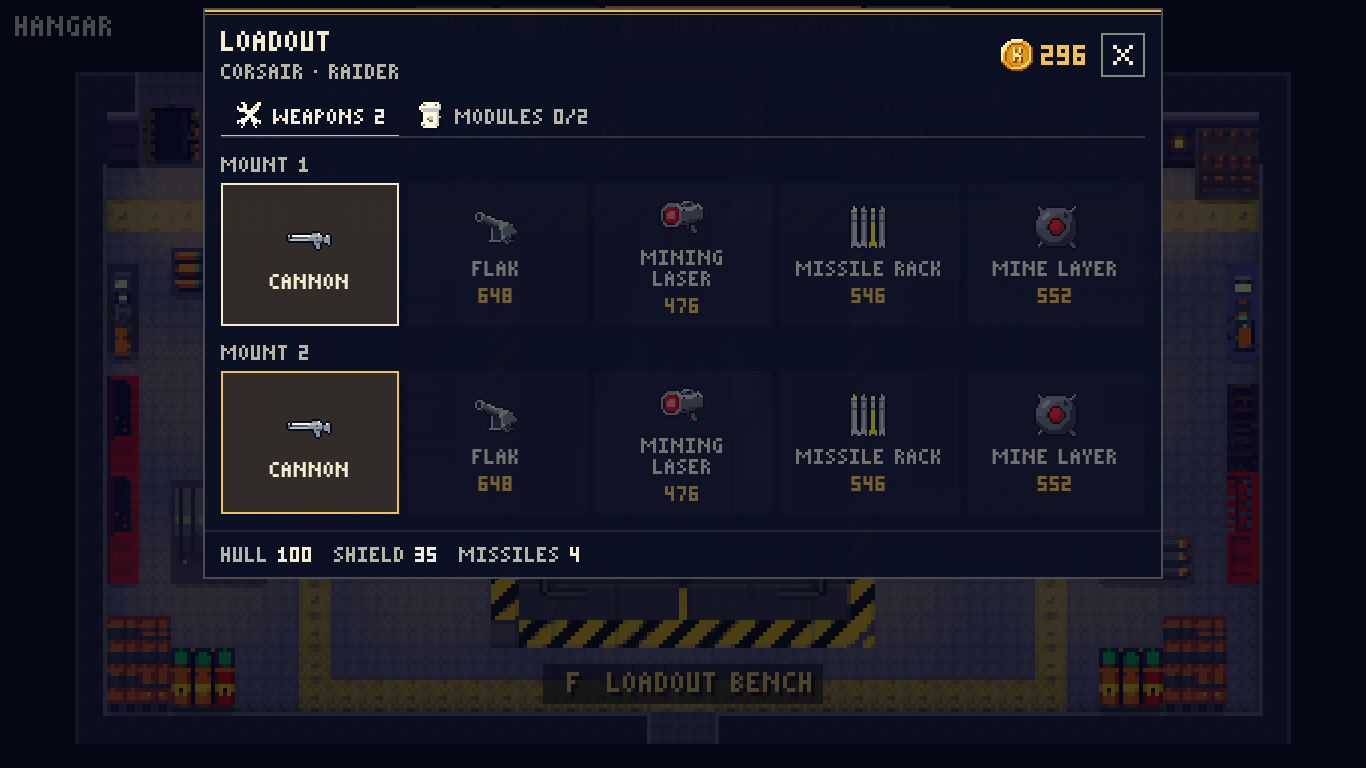 HANGAR
LOADOUT
CORSAIR · RAIDER
296
WEAPONS 2
MODULES 0/2
MOUNT 1
CANNON
FLAK
648
MINING
LASER
476
MISSILE RACK
546
MINE LAYER
552
MOUNT 2
CANNON
FLAK
648
MINING
LASER
476
MISSILE RACK
546
MINE LAYER
552
HULL 100 SHIELD 35 MISSILES 4
F LOADOUT BENCH